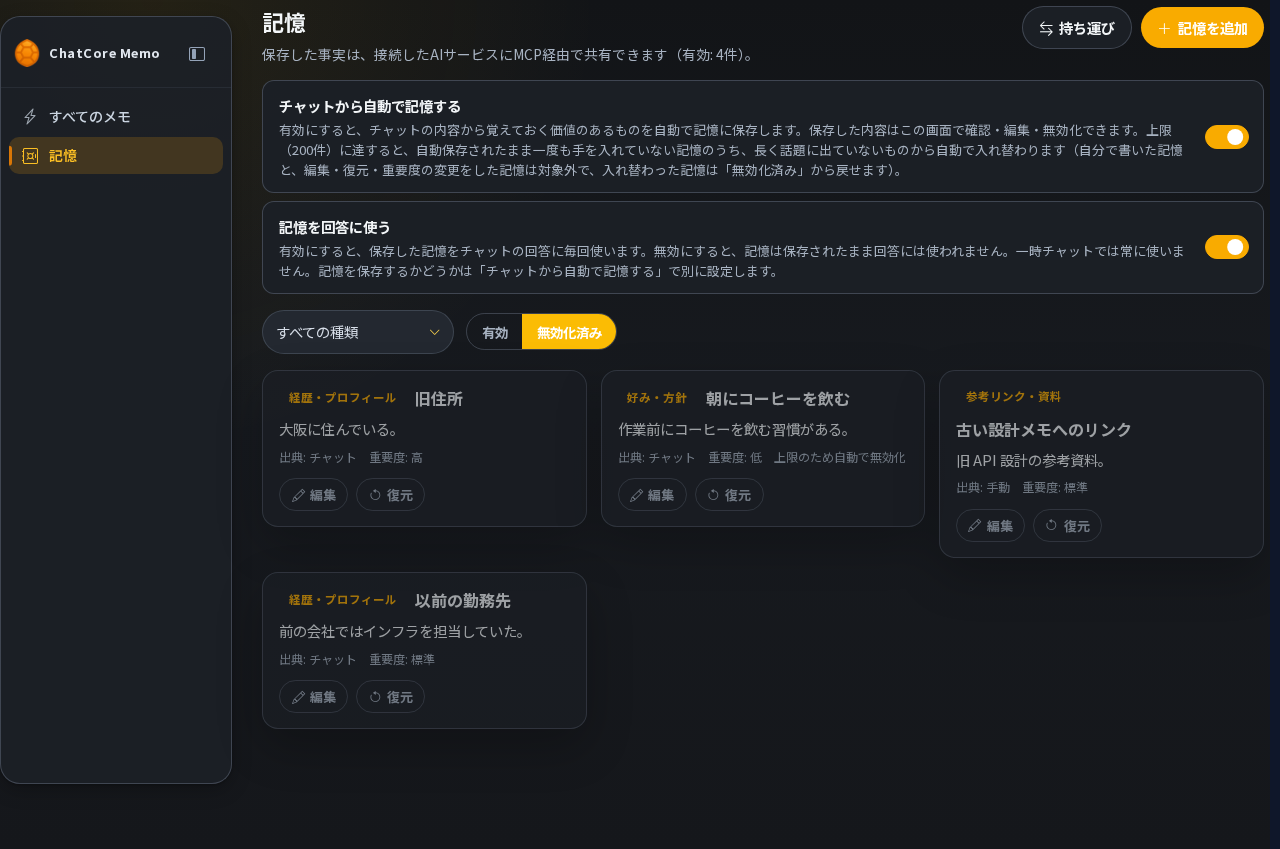 ChatCore Memo
すべてのメモ
記憶
記憶
保存した事実は、接続したAIサービスにMCP経由で共有できます（有効: 4件）。
持ち運び
記憶を追加
チャットから自動で記憶する
有効にすると、チャットの内容から覚えておく価値のあるものを自動で記憶に保存します。保存した内容はこの画面で確認・編集・無効化できます。上限
（200件）に達すると、自動保存されたまま一度も手を入れていない記憶のうち、長く話題に出ていないものから自動で入れ替わります（自分で書いた記憶
と、編集・復元・重要度の変更をした記憶は対象外で、入れ替わった記憶は「無効化済み」から戻せます）。
記憶を回答に使う
有効にすると、保存した記憶をチャットの回答に毎回使います。無効にすると、記憶は保存されたまま回答には使われません。一時チャットでは常に使いま
せん。記憶を保存するかどうかは「チャットから自動で記憶する」で別に設定します。
すべての種類
有効
無効化済み
経歴・プロフィール 旧住所
大阪に住んでいる。
出典: チャット 重要度: 高
編集
復元
好み・方針 朝にコーヒーを飲む
作業前にコーヒーを飲む習慣がある。
出典: チャット 重要度: 低 上限のため自動で無効化
編集
復元
参考リンク・資料
古い設計メモへのリンク
旧 API 設計の参考資料。
出典: 手動 重要度: 標準
編集
復元
経歴・プロフィール 以前の勤務先
前の会社ではインフラを担当していた。
出典: チャット 重要度: 標準
編集
復元